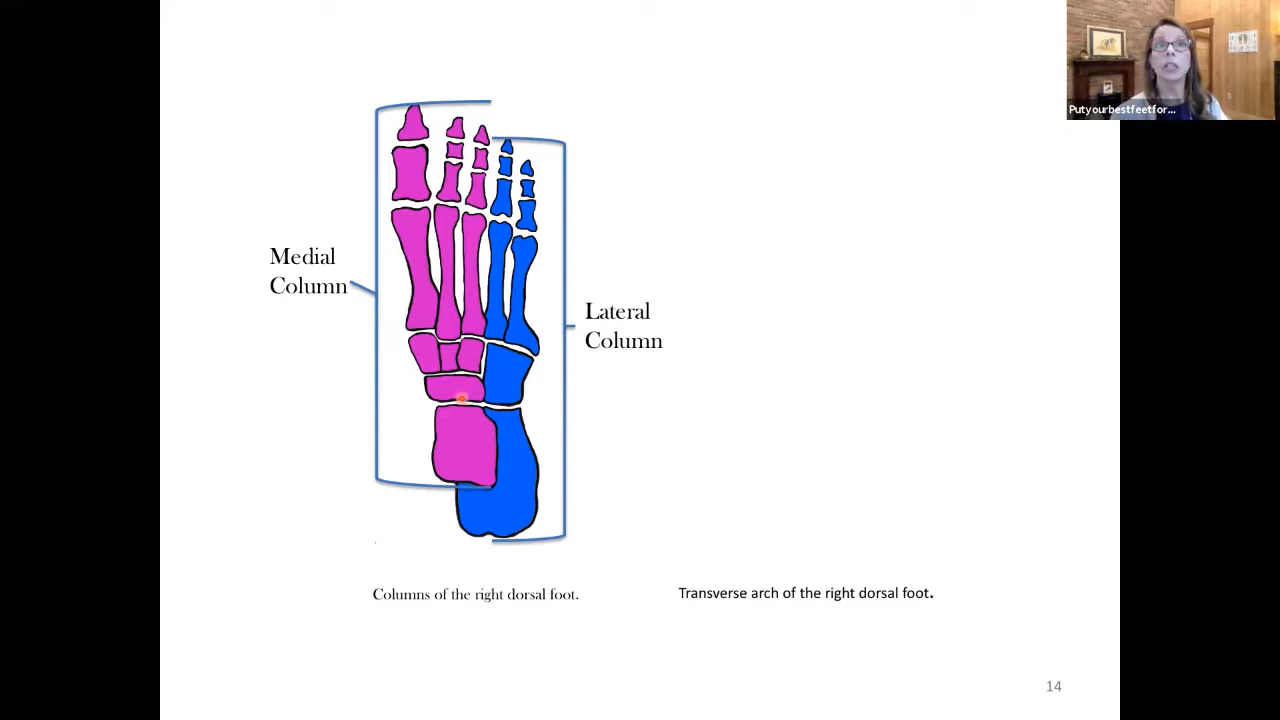 Putyourbestfeetfor...
Medial
Column
Lateral
Column
Columns of the right dorsal foot.
Transverse arch of the right dorsal foot.
14